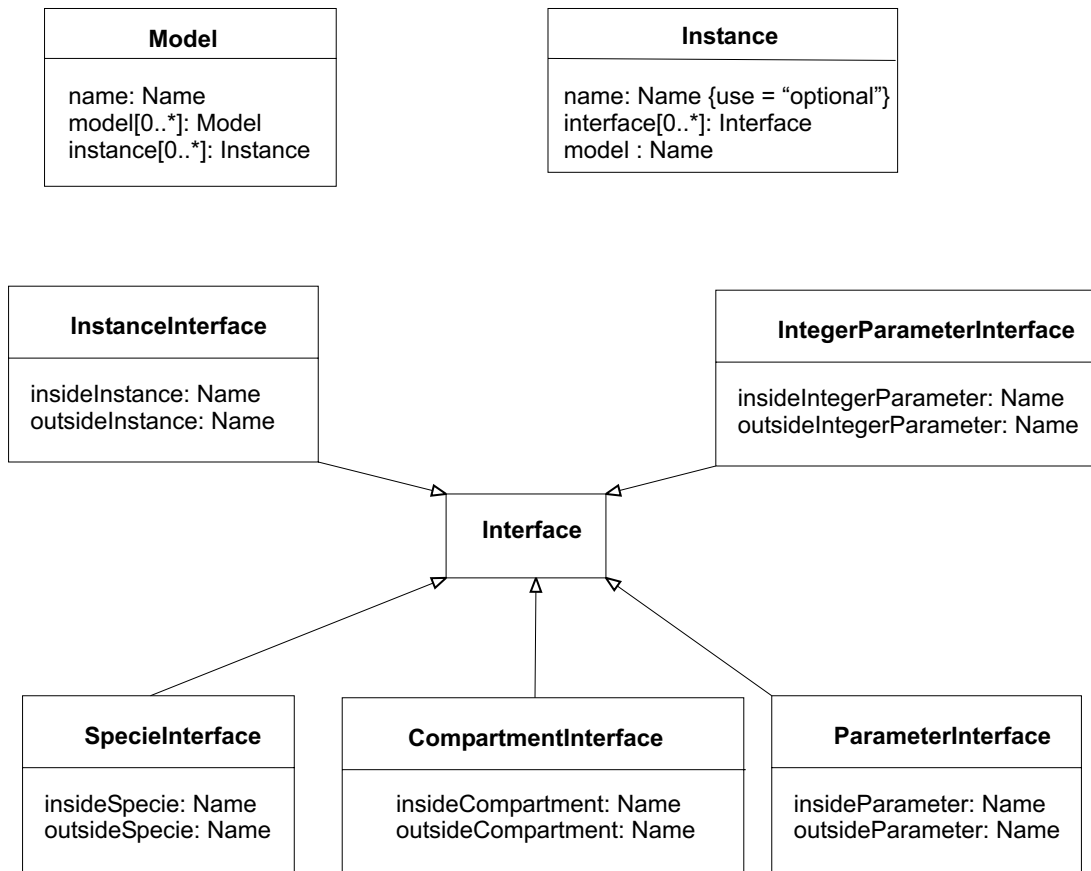 Model
name: Name
model[0..*]: Model
instance[0..*]: Instance
Instance
name: Name {use = “optional”}
interface[0..*]: Interface
model : Name
InstanceInterface
insideInstance: Name
outsideInstance: Name
IntegerParameterInterface
insideIntegerParameter: Name
outsideIntegerParameter: Name
Interface
SpecieInterface
insideSpecie: Name
outsideSpecie: Name
CompartmentInterface
insideCompartment: Name
outsideCompartment: Name
ParameterInterface
insideParameter: Name
outsideParameter: Name